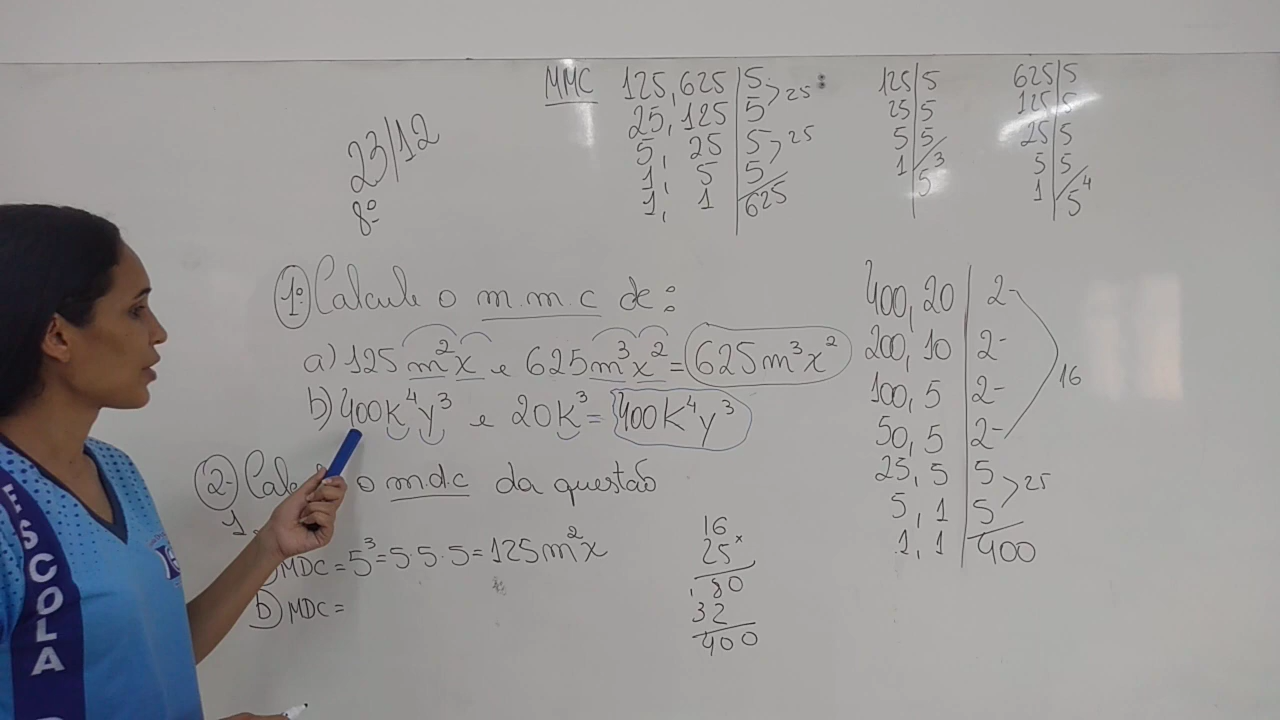 MMC 125, 625 | 5 > 25
25, 125 | 5
5, 25 | 5 > 25
1, 5 | 5
1, 1 | 625
125 | 5
25 | 5
5 | 5
1 | 5³
625 | 5
125 | 5
25 | 5
5 | 5
1 | 5⁴
23/12
8º
1º) Calcule o m.m.c de:
a) 125 m²x e 625m³x² = 625m³x²
b) 400K⁴y³ e 20K³ = 400K⁴y³
2-) o m.d.c da questão
1.
MDC = 5³ = 5·5·5 = 125m²x
b) MDC =
400, 20 | 2-
200, 10 | 2-
100, 5 | 2-
50, 5 | 2-
16
25, 5 | 5
5, 1 | 5 > 25
1, 1 | 400
16
25 x
80
32
400
ESCOLA